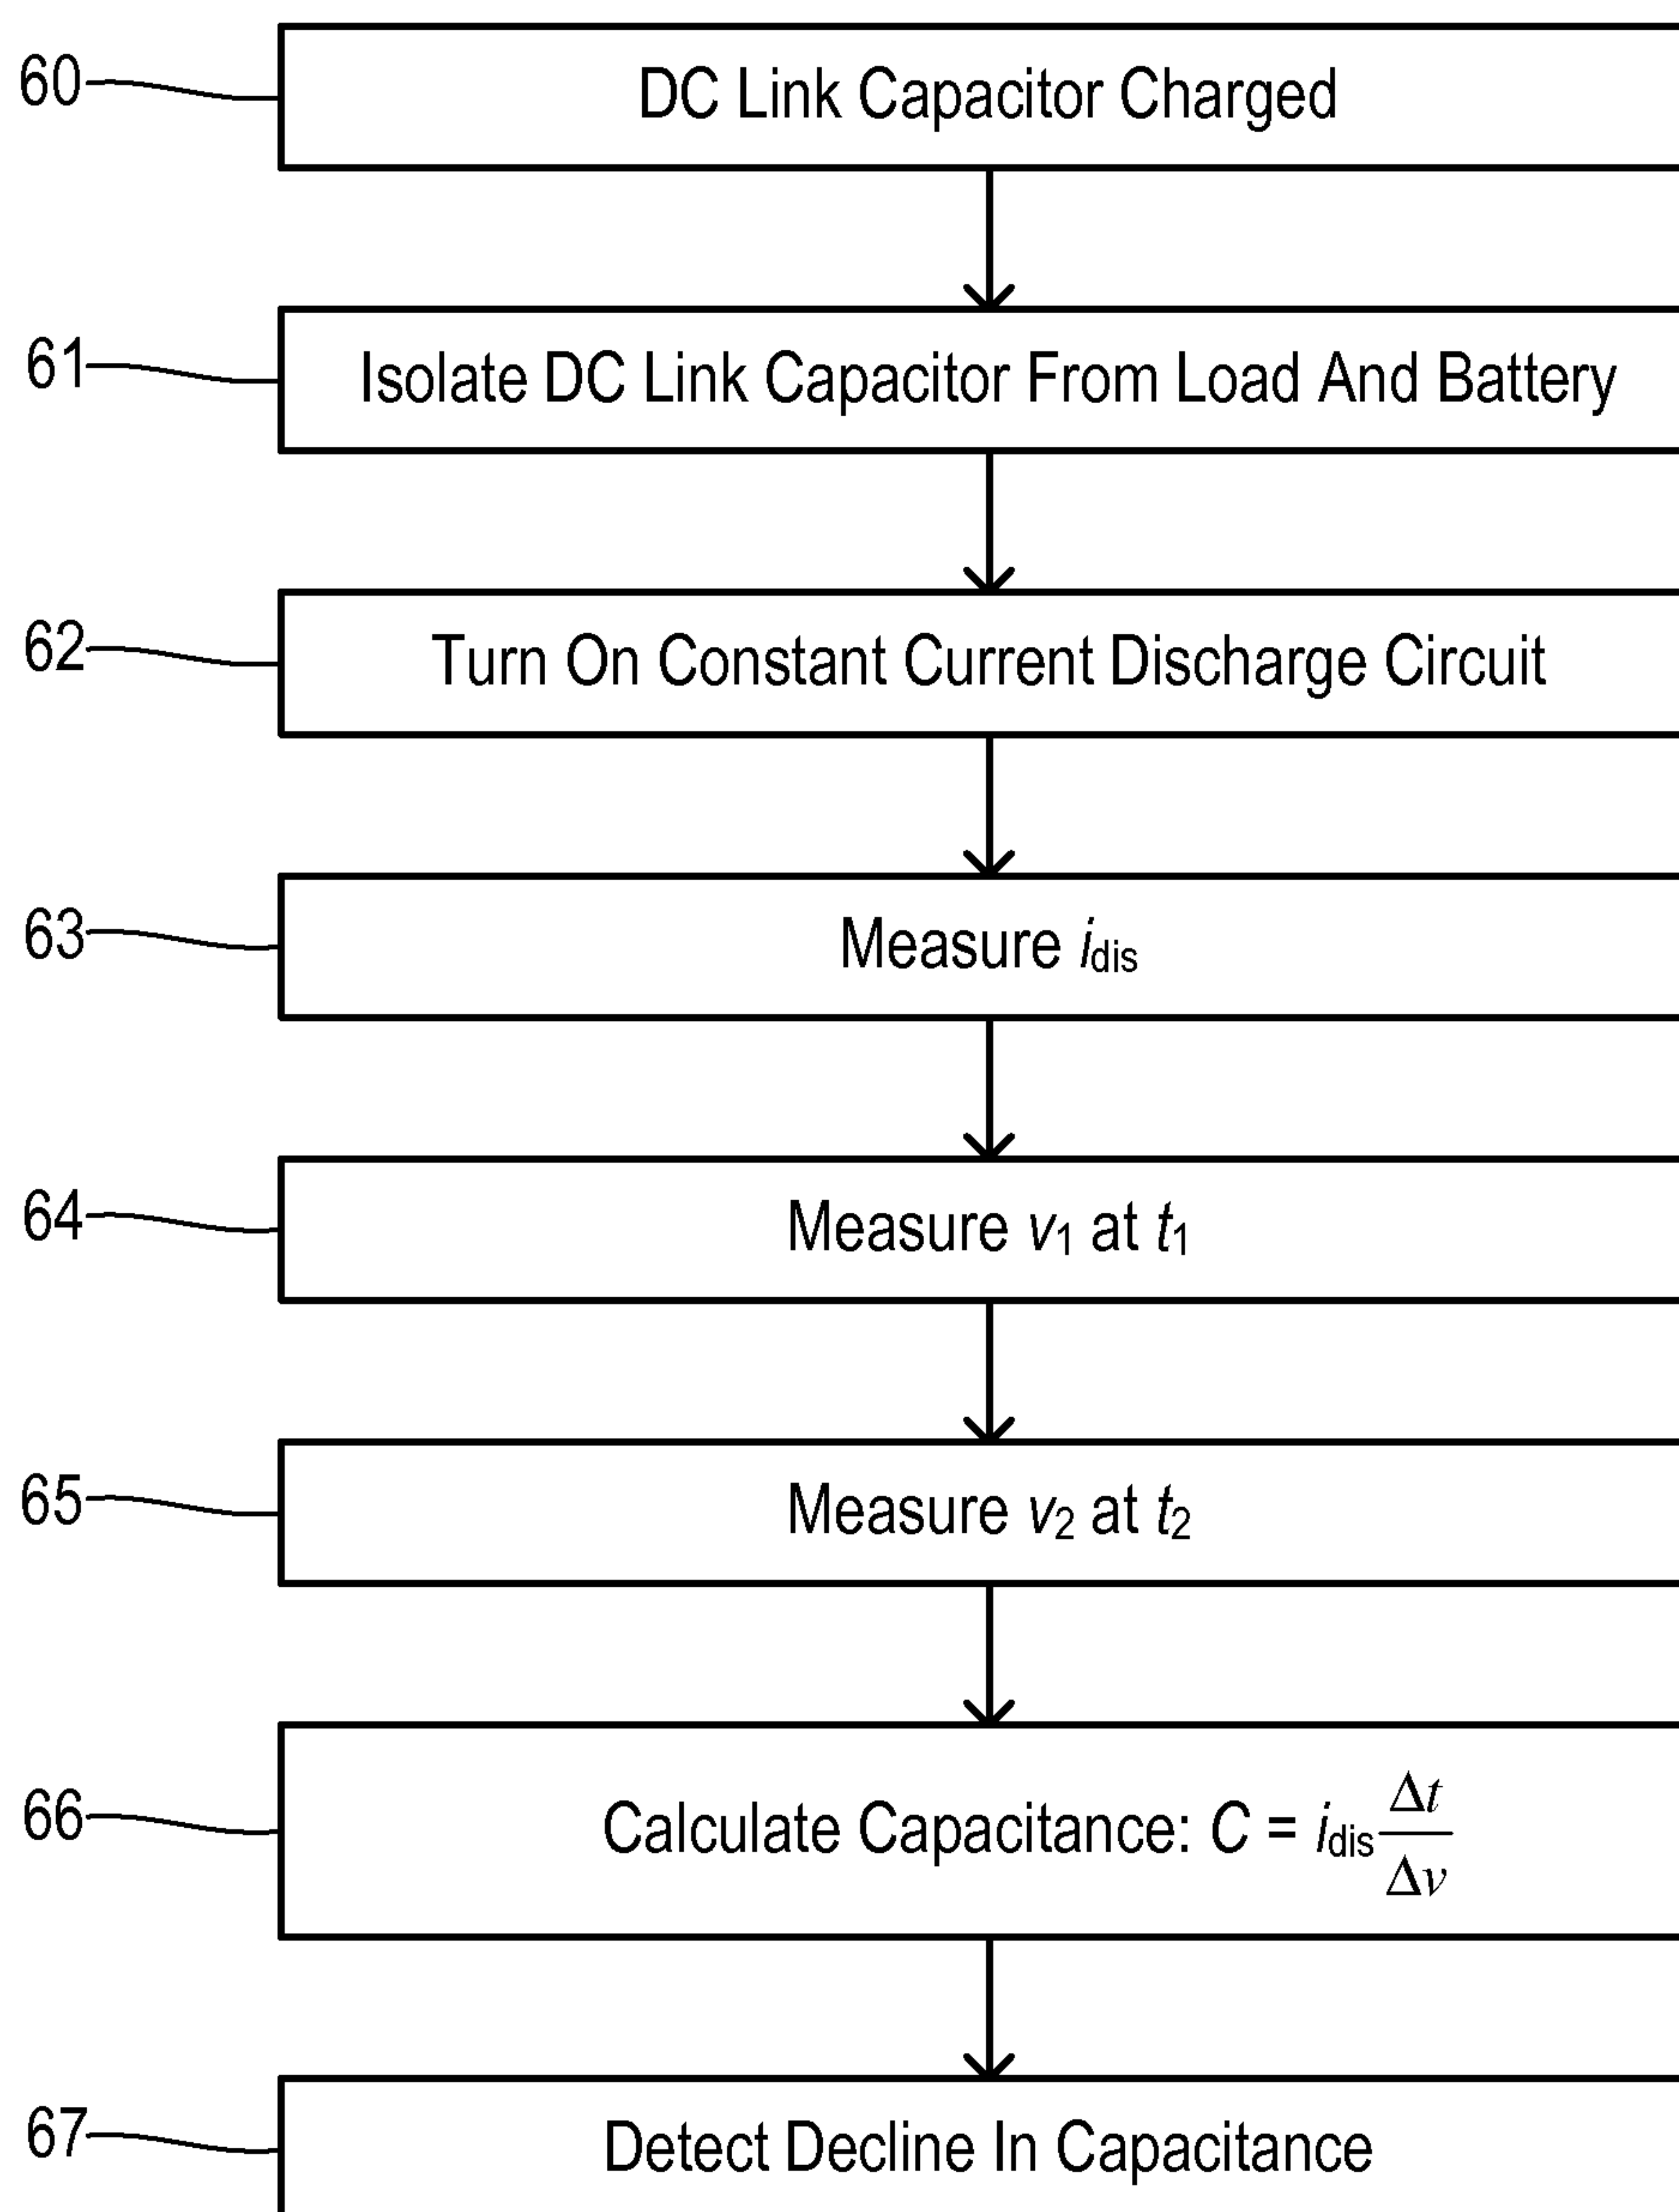 60 DC Link Capacitor Charged
61 Isolate DC Link Capacitor From Load And Battery
62 Turn On Constant Current Discharge Circuit
63 Measure i_dis
64 Measure v₁ at t₁
65 Measure v₂ at t₂
66 Calculate Capacitance: C = i_dis Δt/Δv
67 Detect Decline In Capacitance